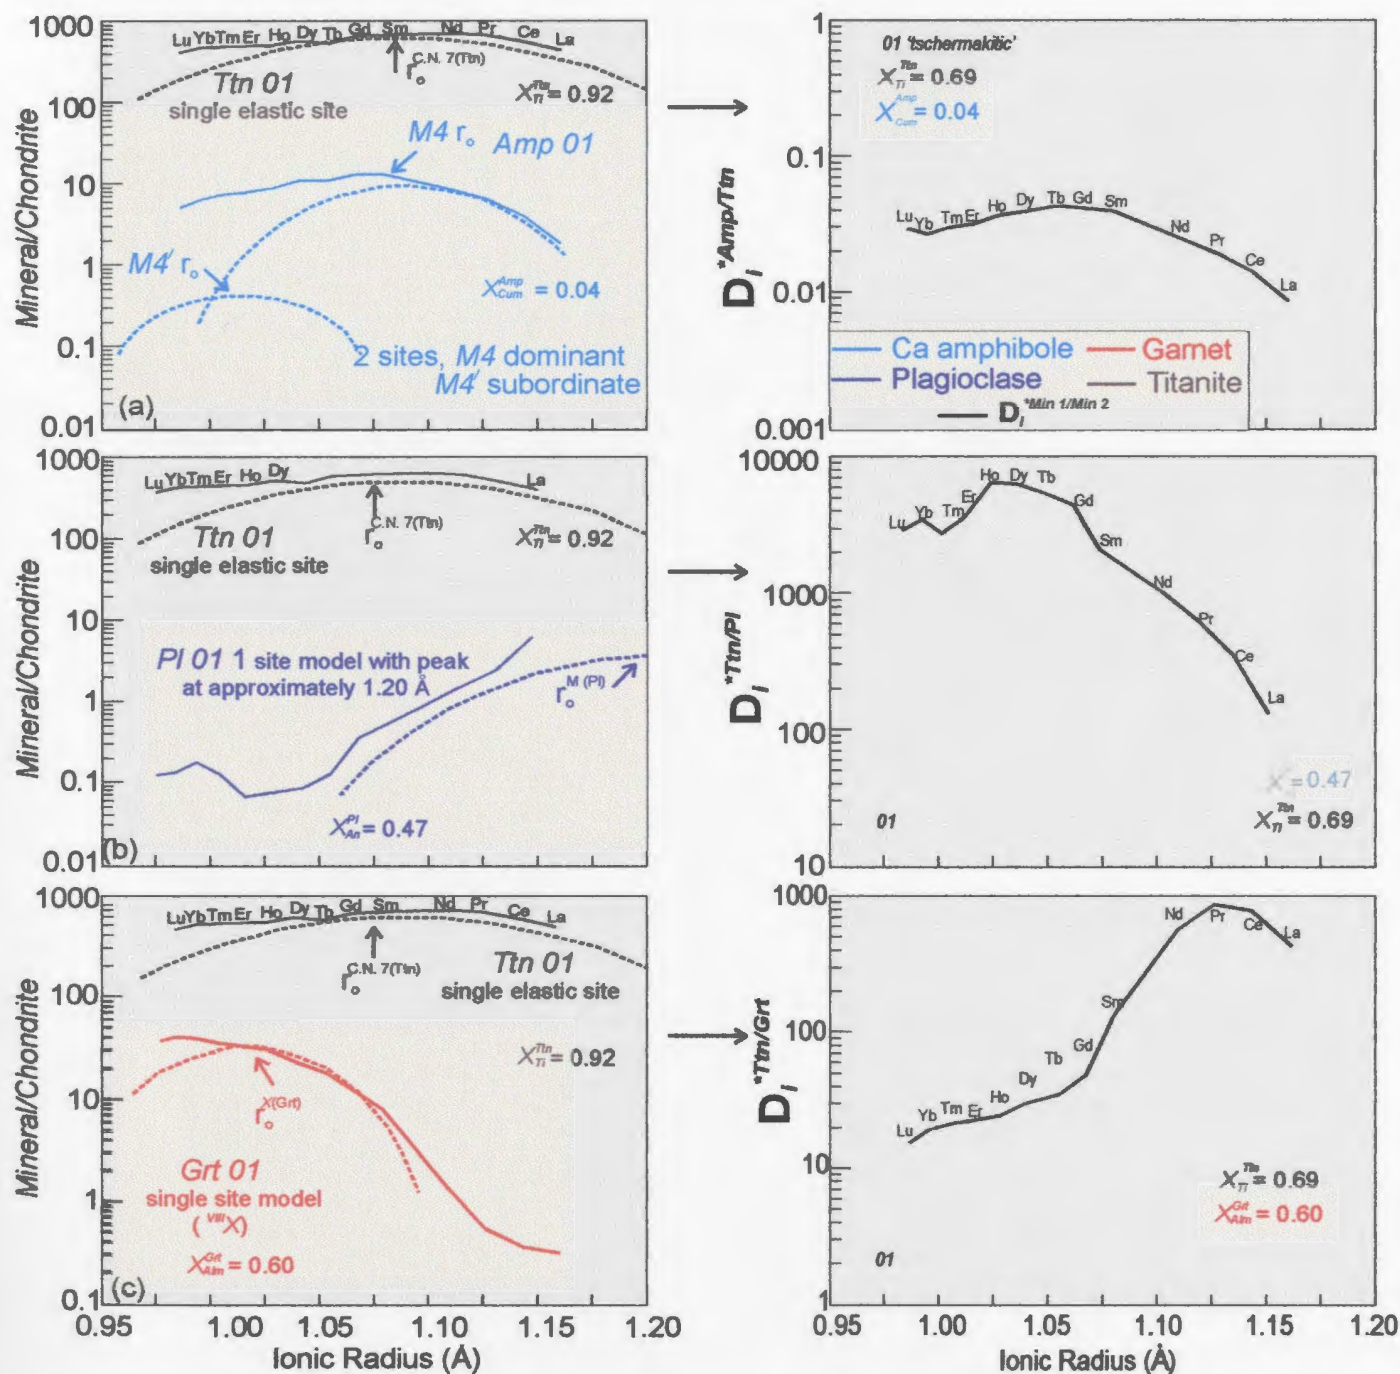 1000
100
10
1
0.1
0.01
Mineral/Chondrite
Lu Yb Tm Er Ho Dy Tb Gd Sm Nd Pr Ce La
Ttn 01
single elastic site
r₀ C.N. 7(Ttn)
X Ttn Ti = 0.92
M4 r₀ Amp 01
M4′ r₀
X Amp Cum = 0.04
2 sites, M4 dominant
M4′ subordinate
(a)
1
0.1
0.01
0.001
D_i *Amp/Ttn
01 'tschermakitic'
X Ttn Ti = 0.69
X Amp Cum = 0.04
Lu Yb Tm Er Ho Dy Tb Gd Sm Nd Pr Ce La
Ca amphibole Garnet
Plagioclase Titanite
D_i *Min 1/Min 2
1000
100
10
1
0.1
0.01
Mineral/Chondrite
Lu Yb Tm Er Ho Dy La
Ttn 01
single elastic site
r₀ C.N. 7(Ttn)
X Ttn Ti = 0.92
Pl 01 1 site model with peak
at approximately 1.20 Å
r₀ M (Pl)
X Pl An = 0.47
(b)
10000
1000
100
10
D_i *Ttn/Pl
Lu Yb Tm Er Ho Dy Tb Gd Sm Nd Pr Ce La
X = 0.47
X Ttn Ti = 0.69
01
1000
100
10
1
0.1
Mineral/Chondrite
Lu Yb Tm Er Ho Dy Tb Gd Sm Nd Pr Ce La
r₀ C.N. 7(Ttn)
Ttn 01
single elastic site
X Ttn Ti = 0.92
r₀ X(Grt)
Grt 01
single site model
( VIII X)
X Grt Alm = 0.60
(c)
0.95 1.00 1.05 1.10 1.15 1.20
Ionic Radius (Å)
1000
100
10
1
D_i *Ttn/Grt
Lu Yb Tm Er Ho Dy Tb Gd Sm Nd Pr Ce La
X Ttn Ti = 0.69
X Grt Alm = 0.60
01
0.95 1.00 1.05 1.10 1.15 1.20
Ionic Radius (Å)